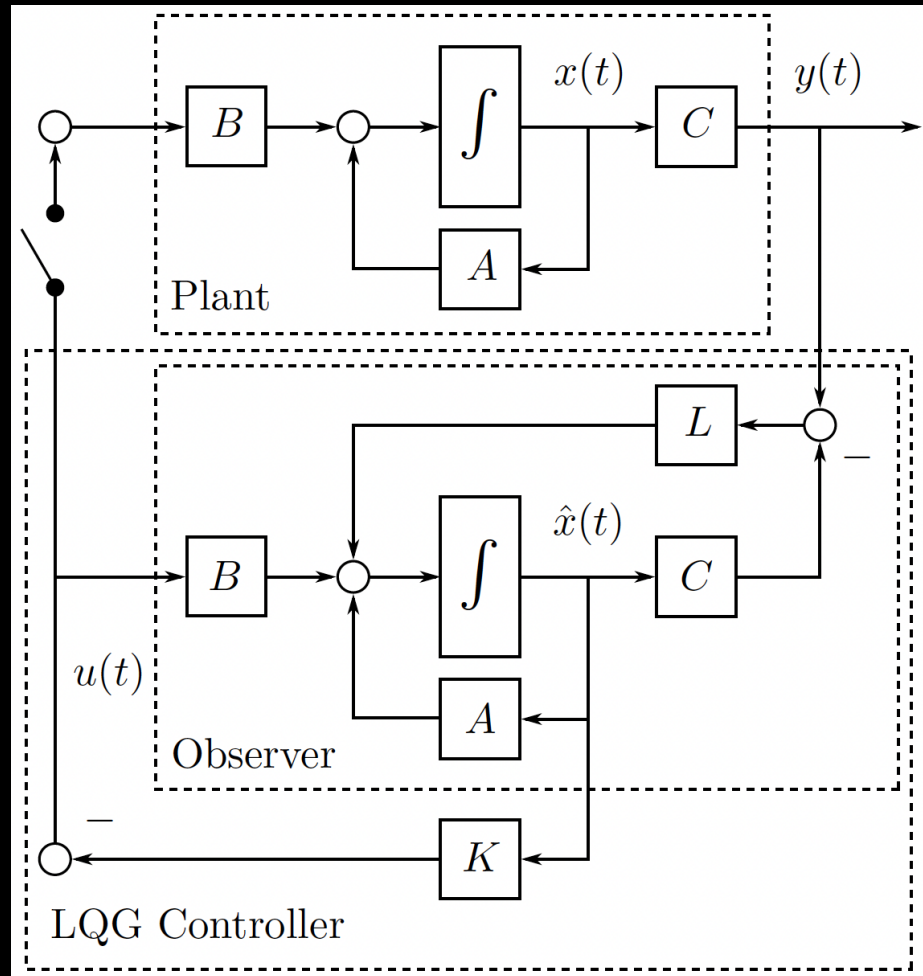 x(t)
y(t)
B
∫
C
A
Plant
L
−
x̂(t)
B
∫
C
u(t)
A
Observer
−
K
LQG Controller